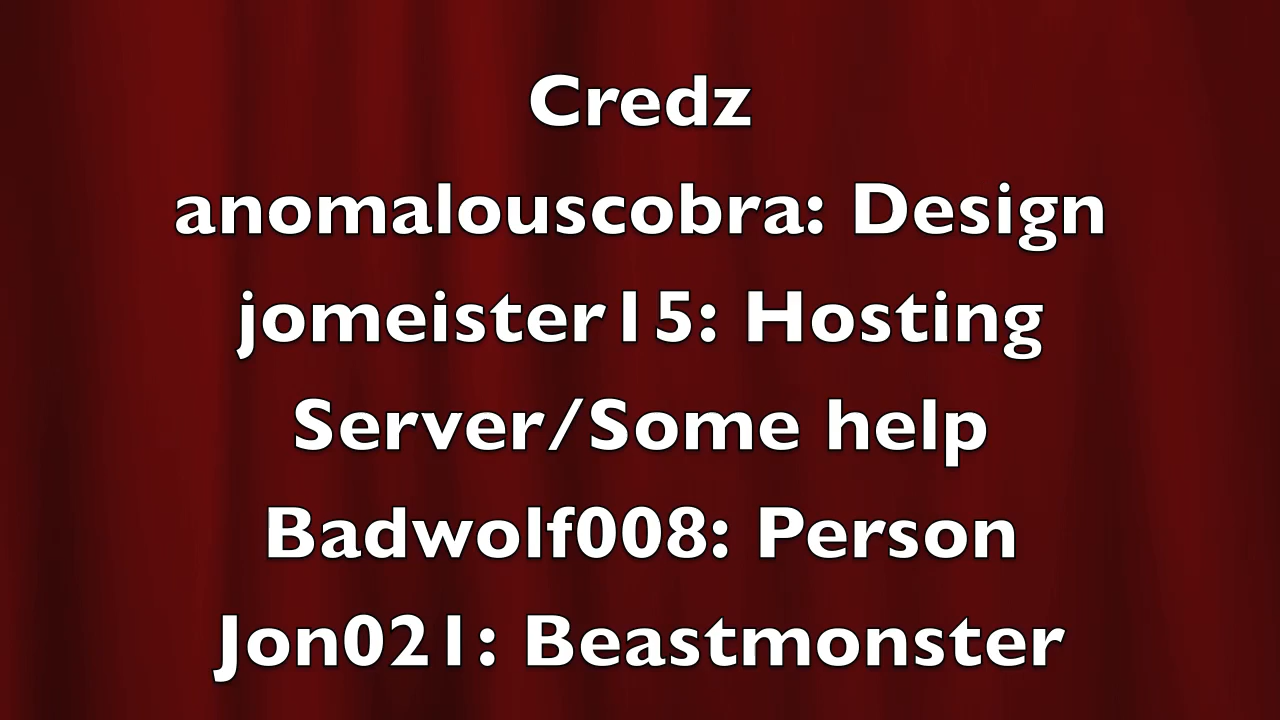 Credz
anomalouscobra: Design
jomeister15: Hosting
Server/Some help
Badwolf008: Person
Jon021: Beastmonster